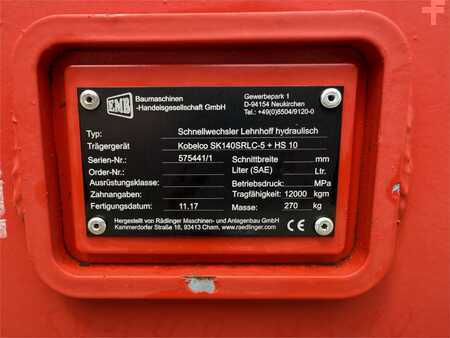 EMB
Baumaschinen
-Handelsgesellschaft GmbH
Gewerbepark 1
D-94154 Neukirchen
Tel.: +49(0)8504/9120-0
Typ: Schnellwechsler Lehnhoff hydraulisch
Trägergerät Kobelco SK140SRLC-5 + HS 10
Serien-Nr.: 575441/1 Schnittbreite mm
Order-Nr.: Liter (SAE) Ltr.
Ausrüstungsklasse: Betriebsdruck: MPa
Zul. Dichte: Tragfähigkeit: 12000 kgm
Fertigungsdatum: 11.17 Masse: 270 kg
Hergestellt von Rädlinger Maschinen- und Anlagenbau GmbH
Kammerdorfer Straße 16, 93413 Cham, www.raedlinger.com
CE